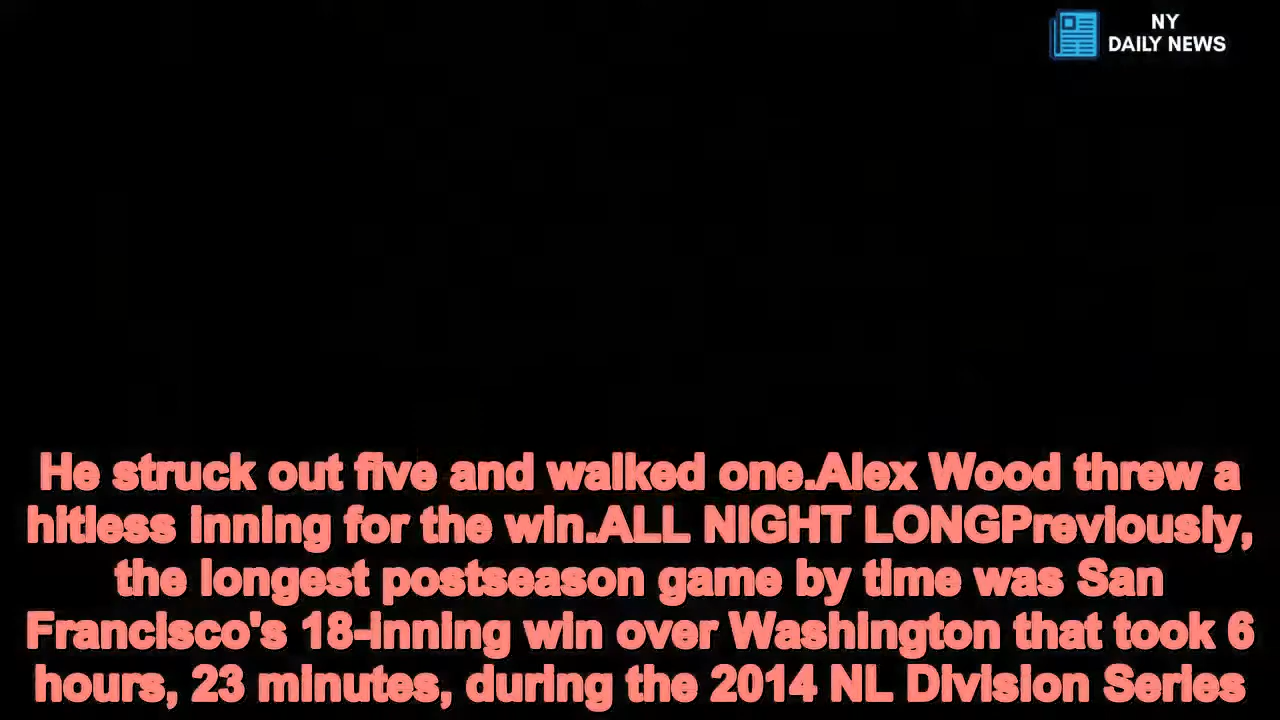 NY
DAILY NEWS
He struck out five and walked one.Alex Wood threw a
hitless inning for the win.ALL NIGHT LONGPreviously,
the longest postseason game by time was San
Francisco's 18-inning win over Washington that took 6
hours, 23 minutes, during the 2014 NL Division Series